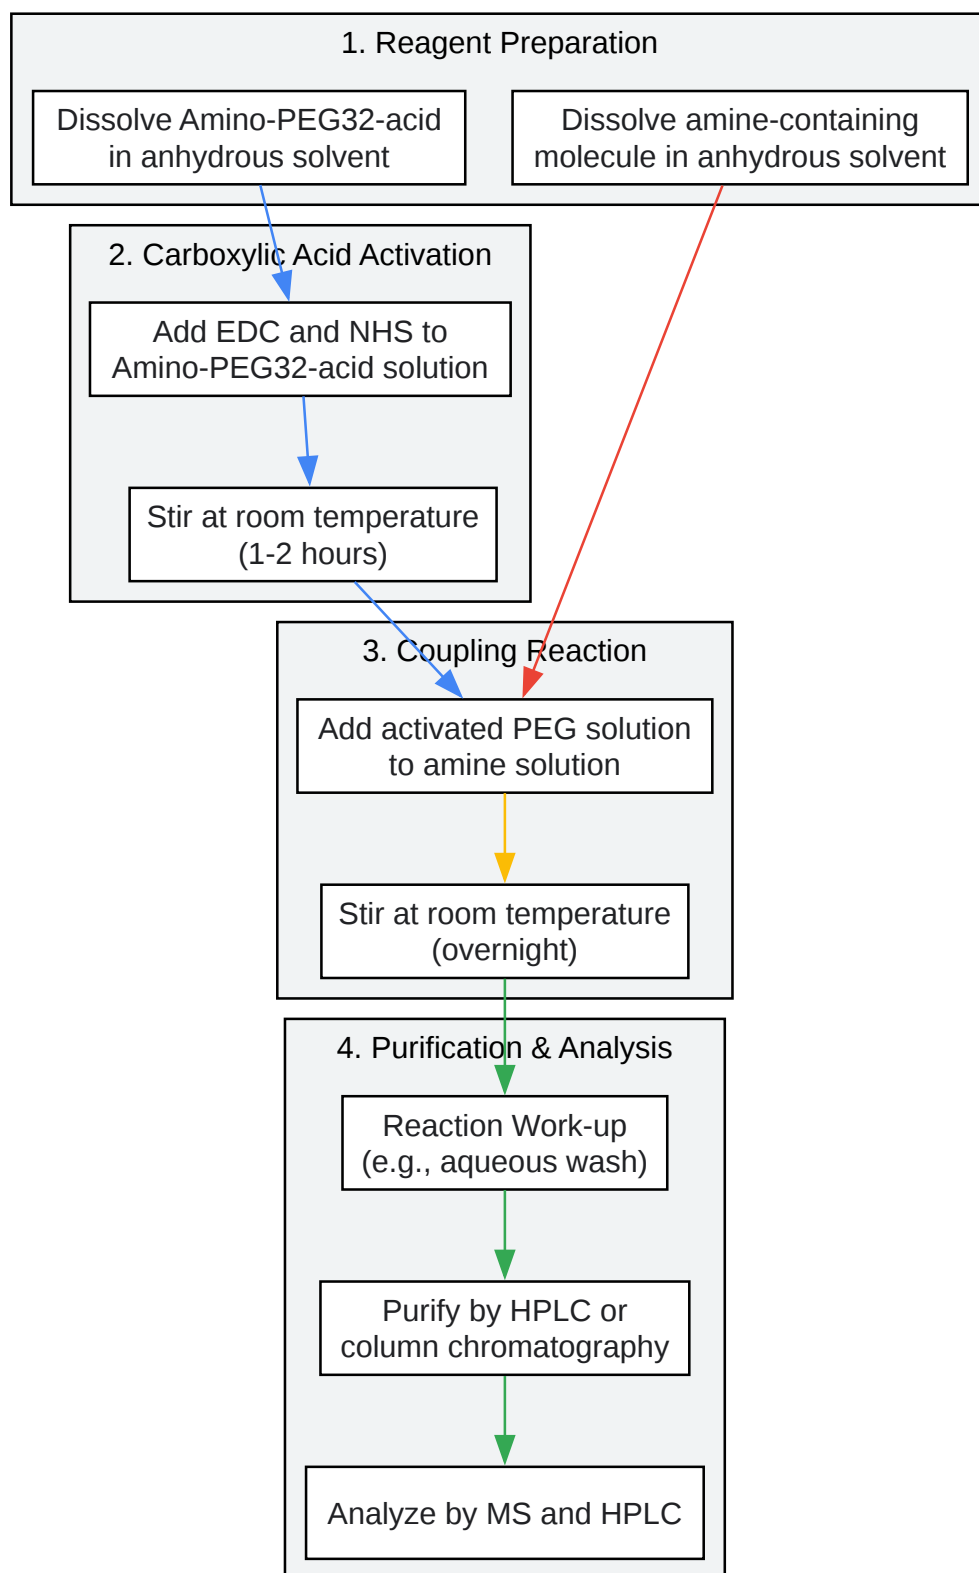 1. Reagent Preparation
Dissolve Amino-PEG32-acid
in anhydrous solvent
Dissolve amine-containing
molecule in anhydrous solvent
2. Carboxylic Acid Activation
Add EDC and NHS to
Amino-PEG32-acid solution
Stir at room temperature
(1-2 hours)
3. Coupling Reaction
Add activated PEG solution
to amine solution
Stir at room temperature
(overnight)
4. Purification & Analysis
Reaction Work-up
(e.g., aqueous wash)
Purify by HPLC or
column chromatography
Analyze by MS and HPLC